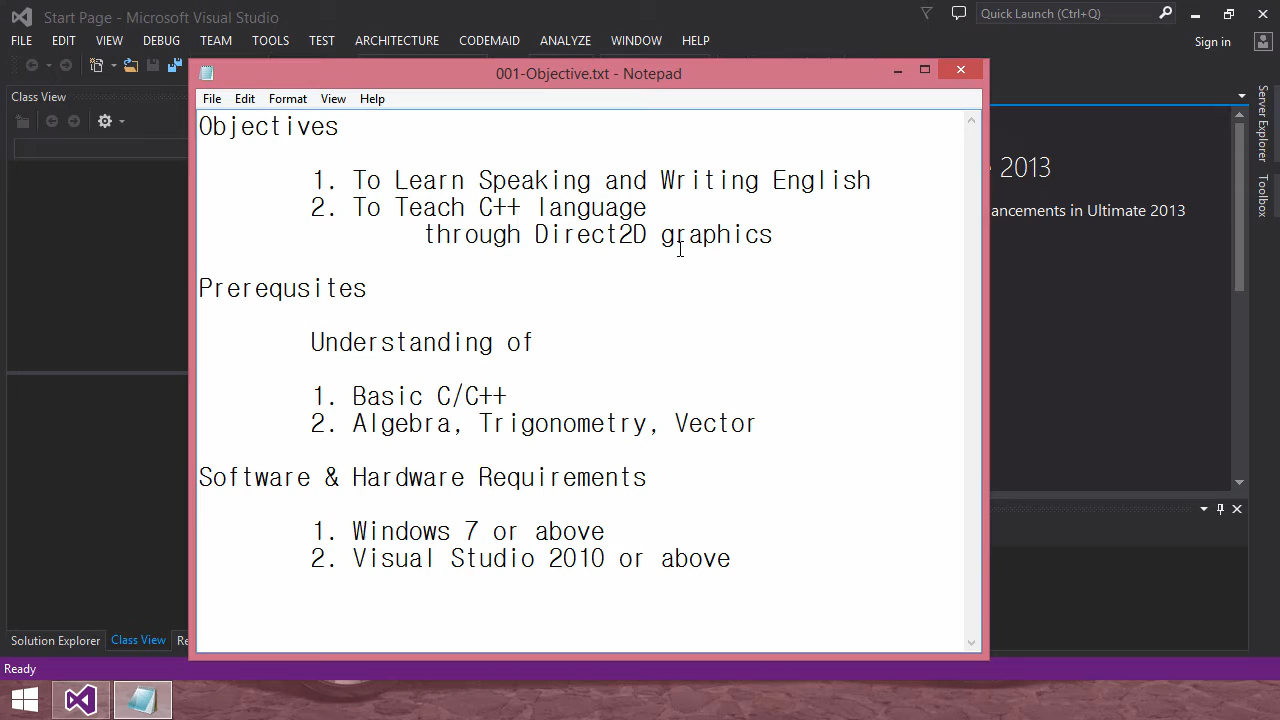 Start Page - Microsoft Visual Studio
Quick Launch (Ctrl+Q)
FILE EDIT VIEW DEBUG TEAM TOOLS TEST ARCHITECTURE CODEMAID ANALYZE WINDOW HELP
Sign in
001-Objective.txt - Notepad
Class View
File Edit Format View Help
Objectives
1. To Learn Speaking and Writing English
2. To Teach C++ language
through Direct2D graphics
Prerequsites
Understanding of
1. Basic C/C++
2. Algebra, Trigonometry, Vector
Software & Hardware Requirements
1. Windows 7 or above
2. Visual Studio 2010 or above
2013
ancements in Ultimate 2013
Server Explorer
Toolbox
Solution Explorer Class View Re
Ready